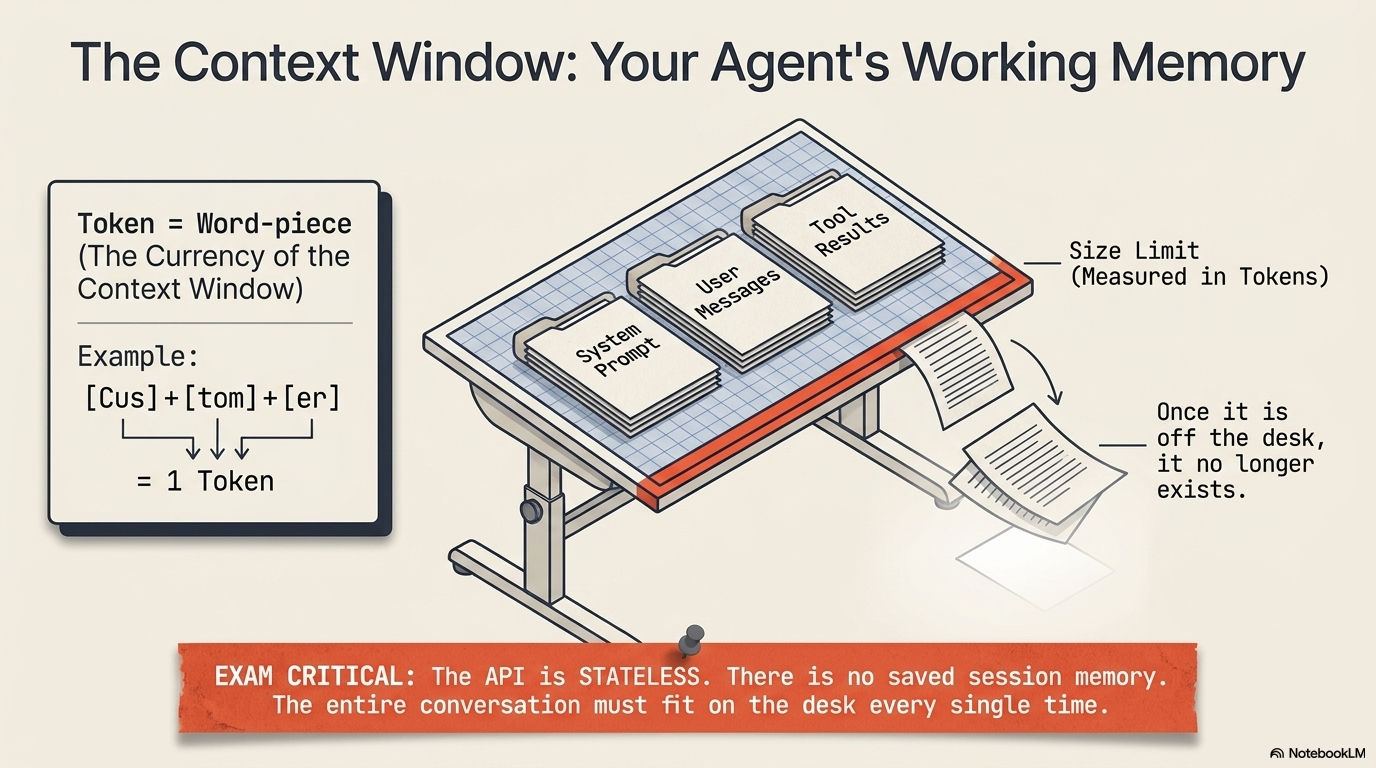 The Context Window: Your Agent's Working Memory
Token = Word-piece
(The Currency of the
Context Window)
Example:
[Cus]+[tom]+[er]
= 1 Token
System
Prompt
User
Messages
Tool
Results
Size Limit
(Measured in Tokens)
Once it is
off the desk,
it no longer
exists.
EXAM CRITICAL: The API is STATELESS. There is no saved session memory.
The entire conversation must fit on the desk every single time.
NotebookLM